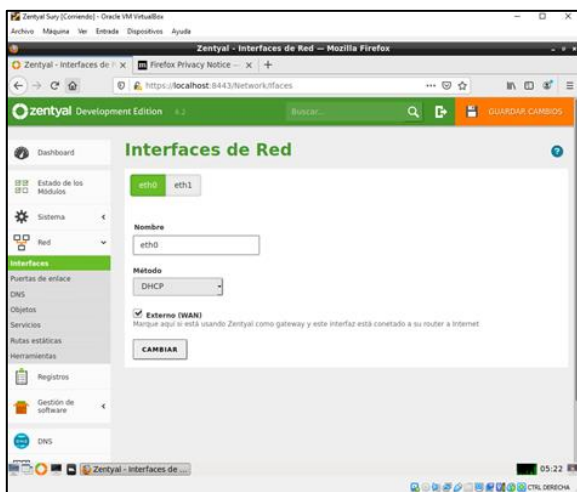 Zentyal Sury [Corriendo] - Oracle VM VirtualBox
Archivo Máquina Ver Entrada Dispositivos Ayuda
Zentyal - Interfaces de Red — Mozilla Firefox
Zentyal - Interfaces de R
Firefox Privacy Notice —
https://localhost:8443/Network/Ifaces
zentyal Development Edition 6.2
Buscar...
GUARDAR CAMBIOS
Dashboard
Estado de los
Módulos
Sistema
Red
Interfaces
Puertas de enlace
DNS
Objetos
Servicios
Rutas estáticas
Herramientas
Registros
Gestión de
software
DNS
Interfaces de Red
eth0 eth1
Nombre
eth0
Método
DHCP
Externo (WAN)
Marque aquí si está usando Zentyal como gateway y este interfaz está conetado a su router a Internet
CAMBIAR
Zentyal - Interfaces de ...
05:22
CTRL DERECHA